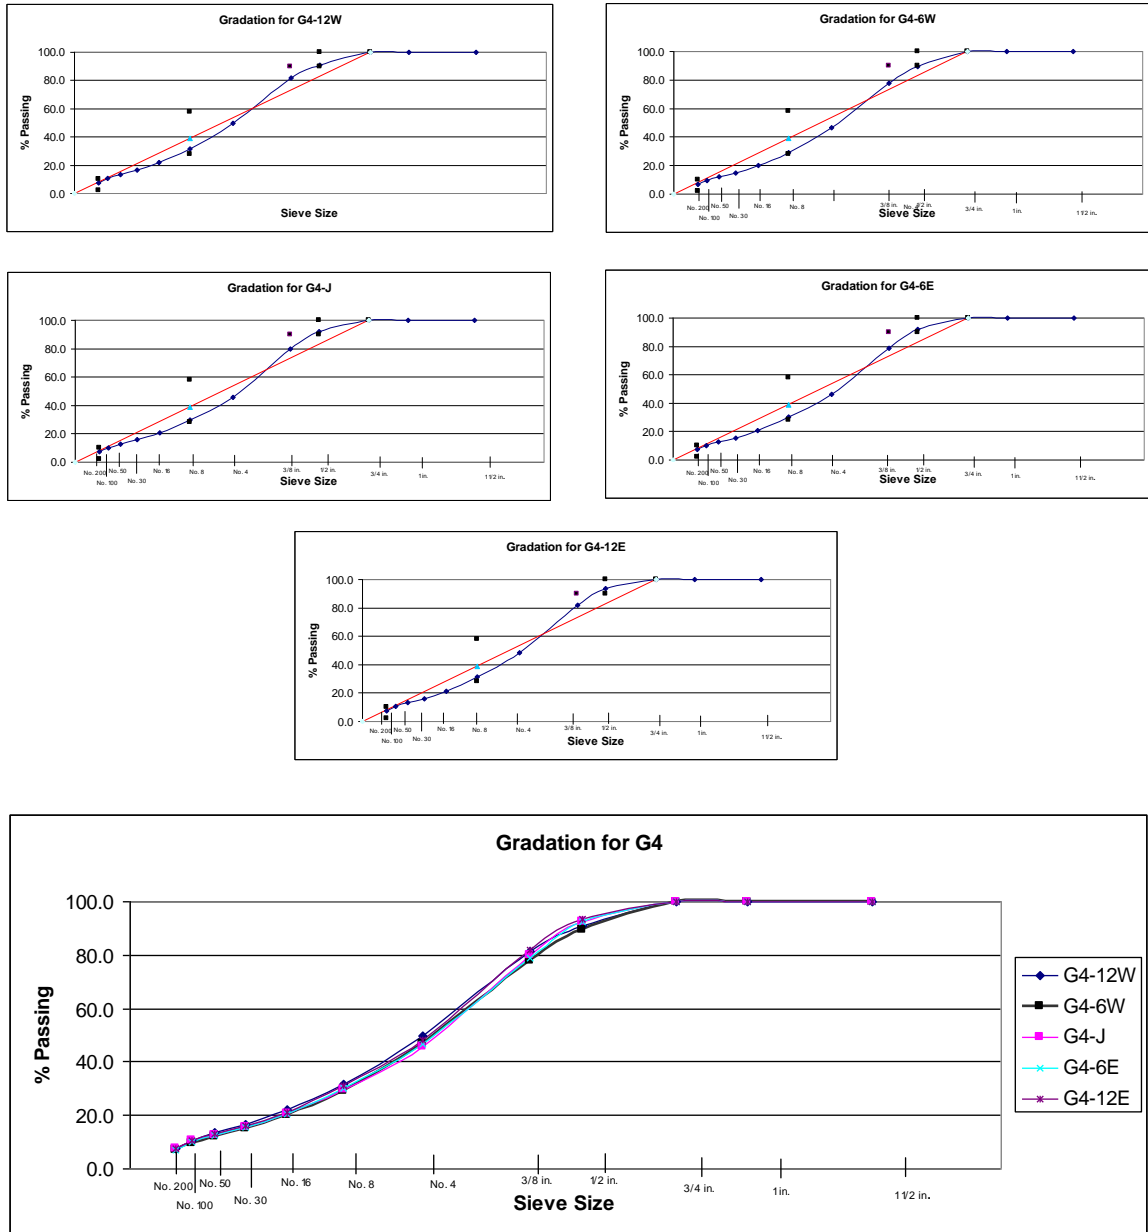 Gradation for G4-12W
100.0
80.0
60.0
40.0
20.0
0.0
% Passing
Sieve Size
Gradation for G4-6W
100.0
80.0
60.0
40.0
20.0
0.0
% Passing
No. 200 No. 50 No. 16 No. 8 3/8 in. 1/2 in. 3/4 in. 1in. 11/2 in.
No. 100 No. 30 No. 4
Sieve Size
Gradation for G4-J
100.0
80.0
60.0
40.0
20.0
0.0
% Passing
No. 200 No. 50 No. 16 No. 8 No. 4 3/8 in. 1/2 in. 3/4 in. 1in. 11/2 in.
No. 100 No. 30
Sieve Size
Gradation for G4-6E
100.0
80.0
60.0
40.0
20.0
0.0
% Passing
No. 200 No. 50 No. 16 No. 8 No. 4 3/8 in. 1/2 in. 3/4 in. 1in. 11/2 in.
No. 100 No. 30
Sieve Size
Gradation for G4-12E
100.0
80.0
60.0
40.0
20.0
0.0
% Passing
No. 200 No. 50 No. 16 No. 8 No. 4 3/8 in. 1/2 in. 3/4 in. 1in. 11/2 in.
No. 100 No. 30
Sieve Size
Gradation for G4
100.0
80.0
60.0
40.0
20.0
0.0
% Passing
No. 200 No. 50 No. 16 No. 8 No. 4 3/8 in. 1/2 in. 3/4 in. 1in. 11/2 in.
No. 100 No. 30
Sieve Size
G4-12W
G4-6W
G4-J
G4-6E
G4-12E